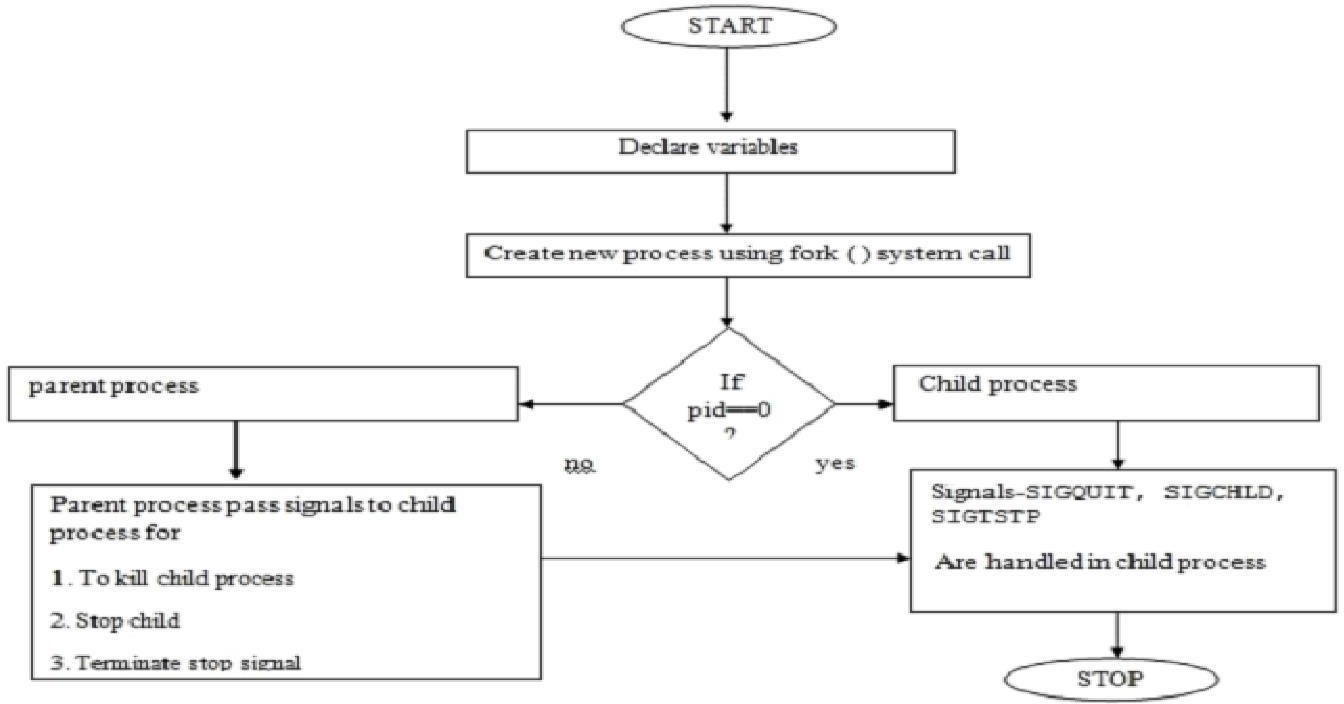 START
Declare variables
Create new process using fork ( ) system call
If
pid==0
?
parent process
Child process
no
yes
Parent process pass signals to child
process for
1. To kill child process
2. Stop child
3. Terminate stop signal
Signals-SIGQUIT, SIGCHLD,
SIGTSTP
Are handled in child process
STOP